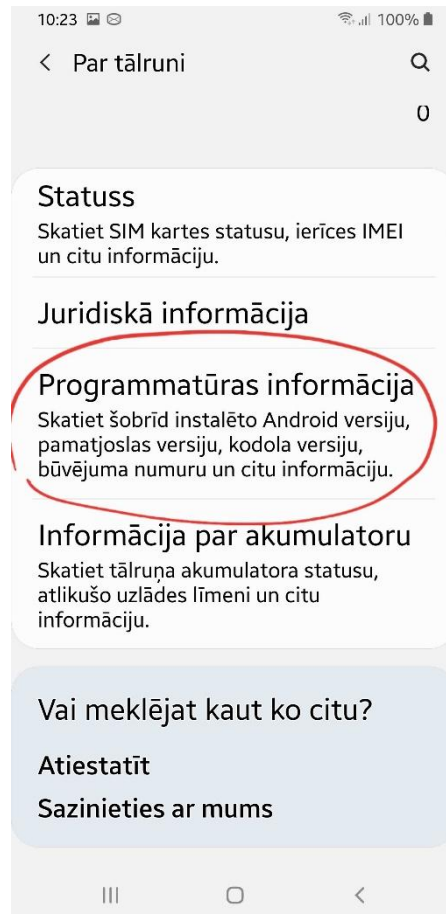 10:23 100%
Par tālruni
0
Statuss
Skatiet SIM kartes statusu, ierīces IMEI
un citu informāciju.
Juridiskā informācija
Programmatūras informācija
Skatiet šobrīd instalēto Android versiju,
pamatjoslas versiju, kodola versiju,
būvējuma numuru un citu informāciju.
Informācija par akumulatoru
Skatiet tālruņa akumulatora statusu,
atlikušo uzlādes līmeni un citu
informāciju.
Vai meklējat kaut ko citu?
Atiestatīt
Sazinieties ar mums